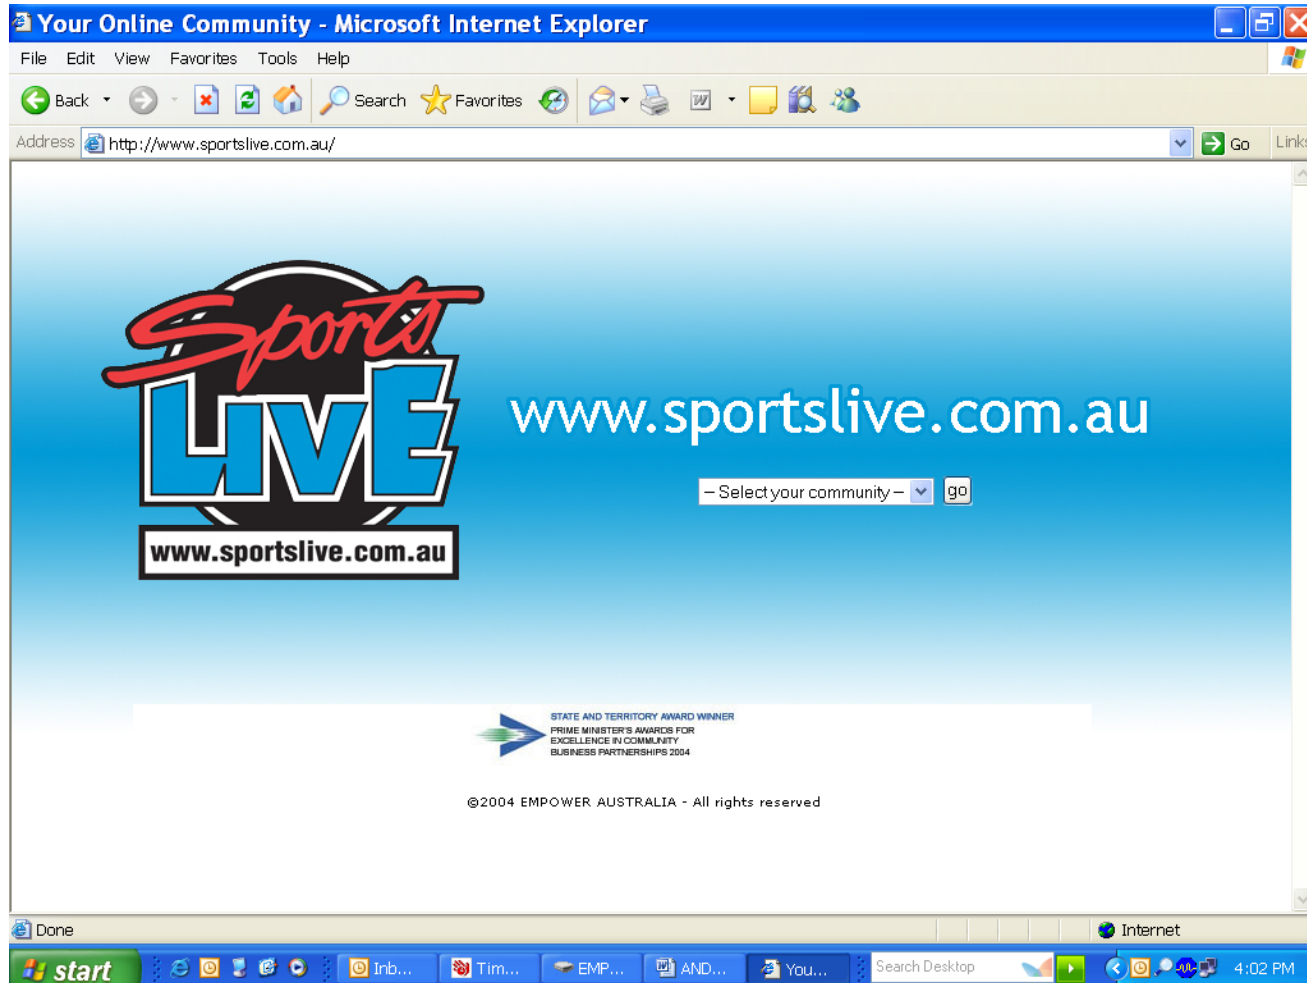 Your Online Community - Microsoft Internet Explorer
File Edit View Favorites Tools Help
Back Search Favorites
Address http://www.sportslive.com.au/ Go Links
Sports
LIVE
www.sportslive.com.au
www.sportslive.com.au
– Select your community – go
STATE AND TERRITORY AWARD WINNER
PRIME MINISTER'S AWARDS FOR
EXCELLENCE IN COMMUNITY
BUSINESS PARTNERSHIPS 2004
©2004 EMPOWER AUSTRALIA - All rights reserved
Done Internet
start Inb... Tim... EMP... AND... You... Search Desktop 4:02 PM